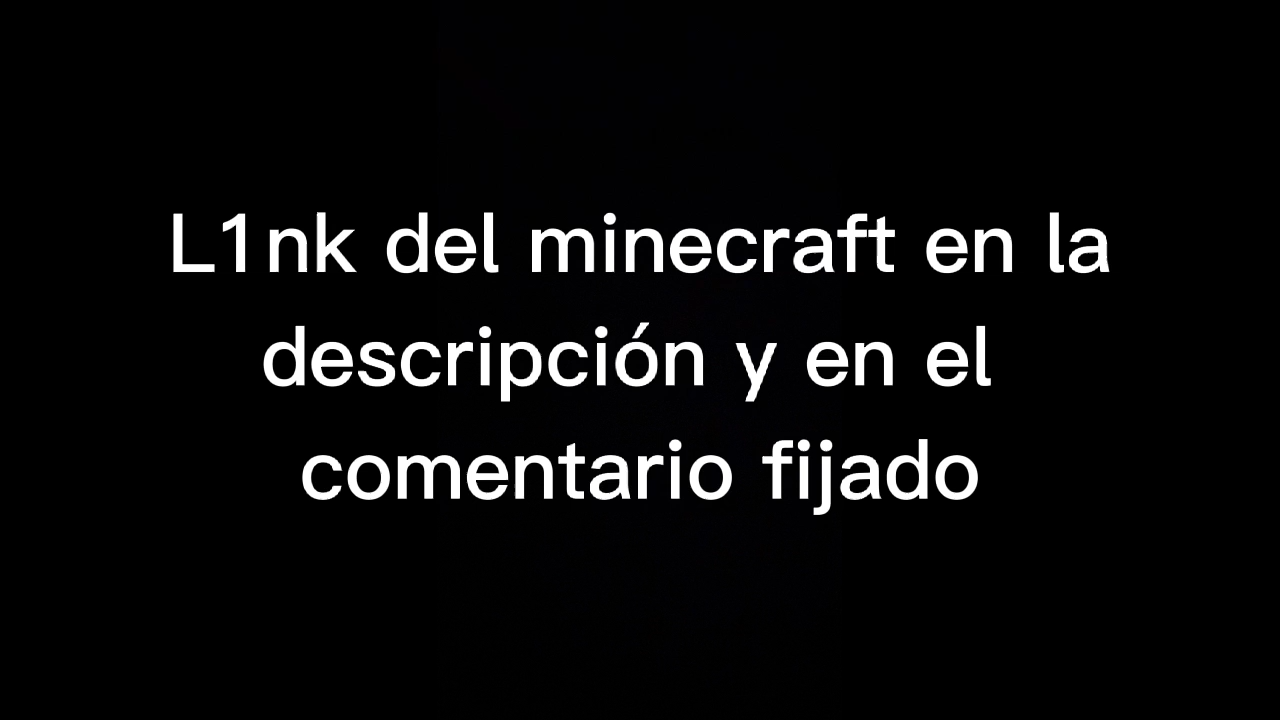 L1nk del minecraft en la
descripción y en el
comentario fijado